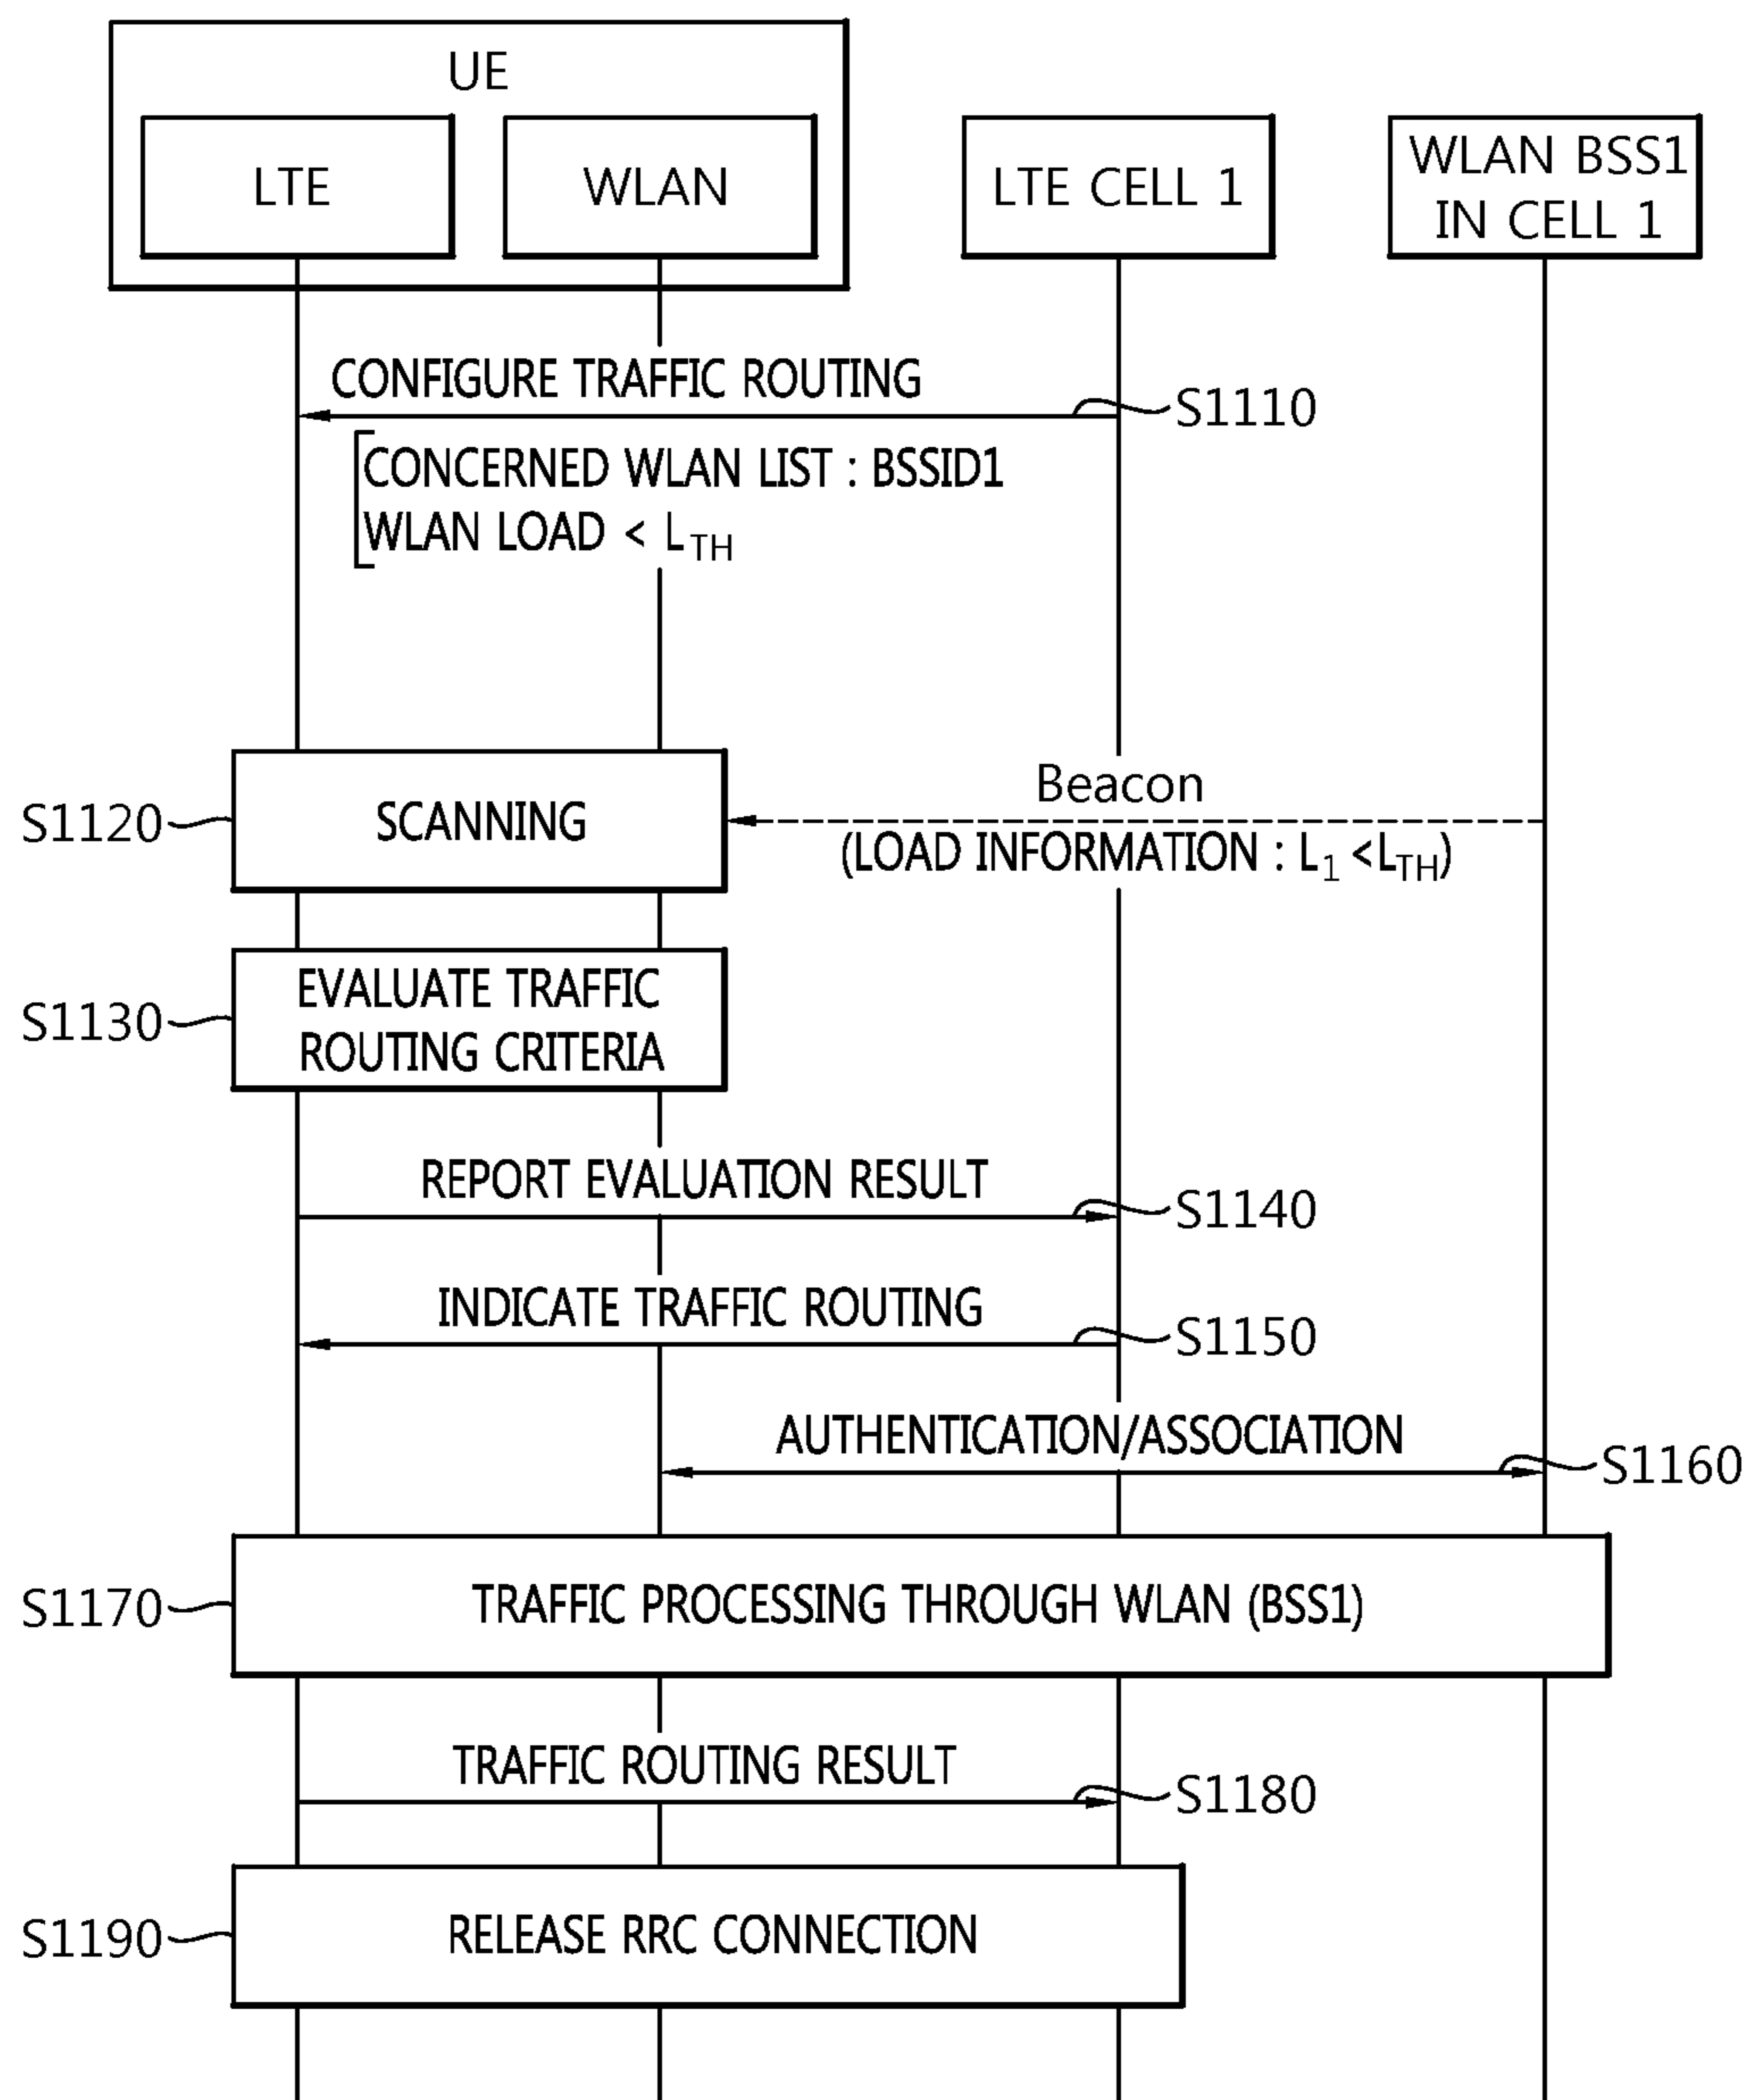 UE
LTE
WLAN
LTE CELL 1
WLAN BSS1
IN CELL 1
CONFIGURE TRAFFIC ROUTING
S1110
CONCERNED WLAN LIST : BSSID1
WLAN LOAD < LTH
Beacon
S1120
SCANNING
(LOAD INFORMATION : L1 <LTH)
S1130
EVALUATE TRAFFIC
ROUTING CRITERIA
REPORT EVALUATION RESULT
S1140
INDICATE TRAFFIC ROUTING
S1150
AUTHENTICATION/ASSOCIATION
S1160
S1170
TRAFFIC PROCESSING THROUGH WLAN (BSS1)
TRAFFIC ROUTING RESULT
S1180
S1190
RELEASE RRC CONNECTION